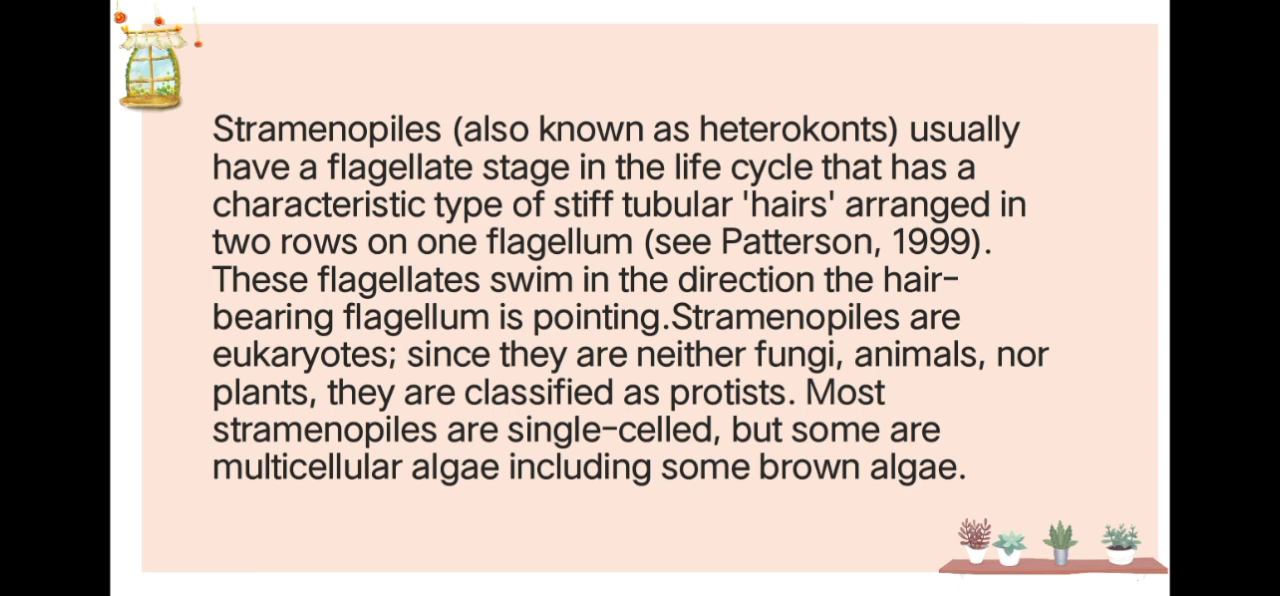 Stramenopiles (also known as heterokonts) usually
have a flagellate stage in the life cycle that has a
characteristic type of stiff tubular 'hairs' arranged in
two rows on one flagellum (see Patterson, 1999).
These flagellates swim in the direction the hair-
bearing flagellum is pointing.Stramenopiles are
eukaryotes; since they are neither fungi, animals, nor
plants, they are classified as protists. Most
stramenopiles are single-celled, but some are
multicellular algae including some brown algae.